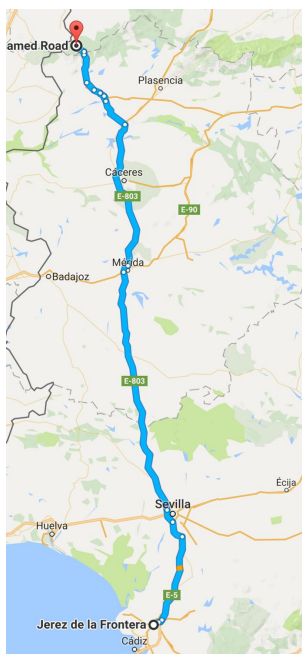 amed Road
Plasencia
Cáceres
E-803
E-90
Mérida
Badajoz
E-803
Écija
Sevilla
Huelva
E-5
Jerez de la Frontera
Cádiz